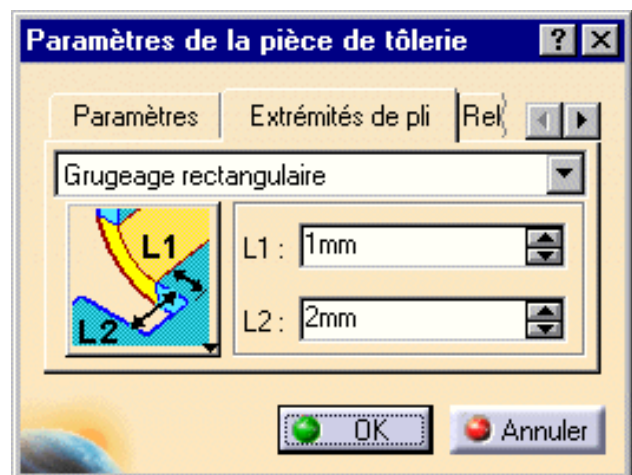 Paramètres de la pièce de tôlerie
Paramètres Extrémités de pli
Grugeage rectangulaire
L1 L1 : 1mm
L2 L2 : 2mm
OK Annuler